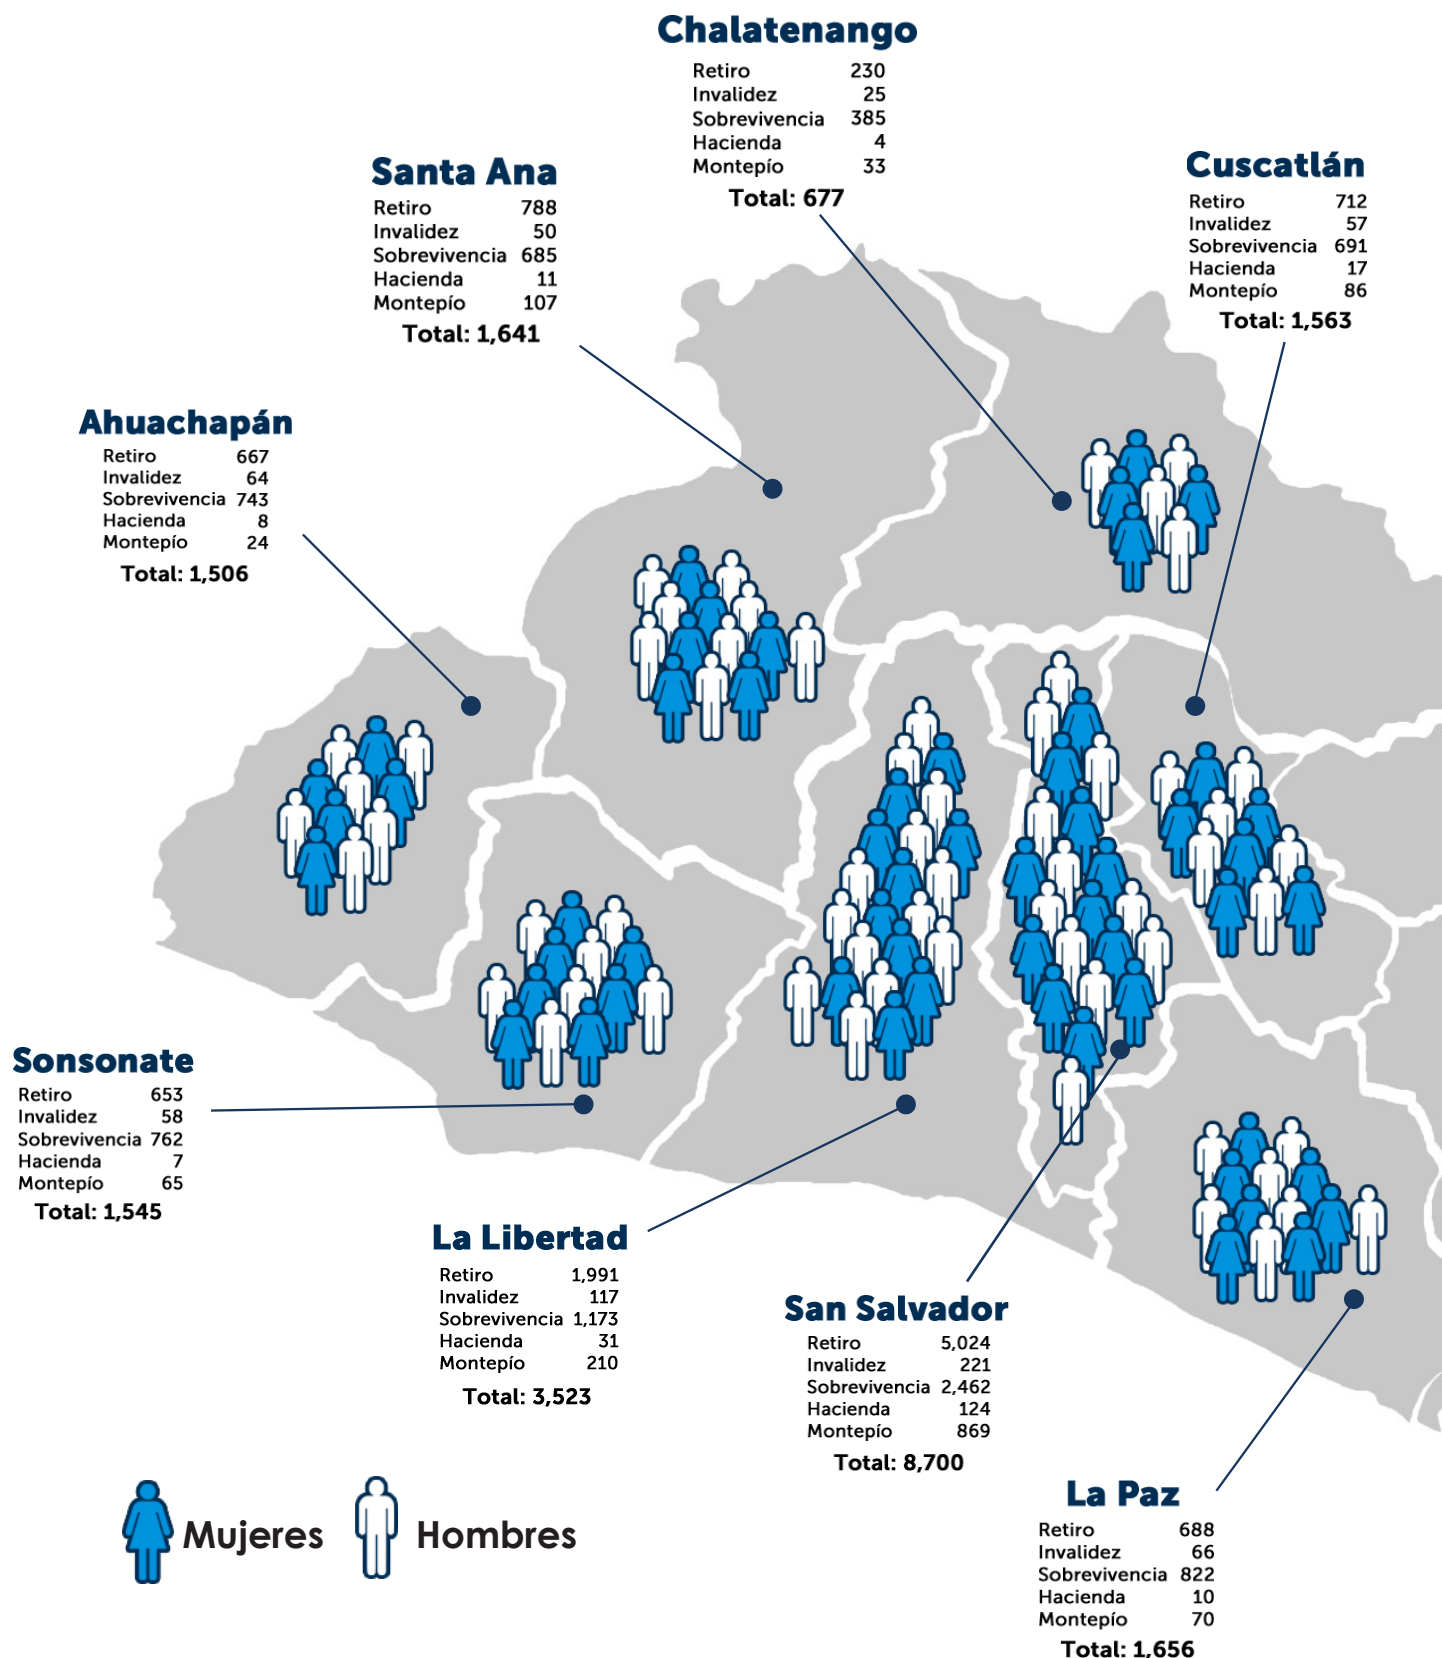 Chalatenango
Retiro 230
Invalidez 25
Sobrevivencia 385
Hacienda 4
Montepío 33
Total: 677
Santa Ana
Retiro 788
Invalidez 50
Sobrevivencia 685
Hacienda 11
Montepío 107
Total: 1,641
Cuscatlán
Retiro 712
Invalidez 57
Sobrevivencia 691
Hacienda 17
Montepío 86
Total: 1,563
Ahuachapán
Retiro 667
Invalidez 64
Sobrevivencia 743
Hacienda 8
Montepío 24
Total: 1,506
Sonsonate
Retiro 653
Invalidez 58
Sobrevivencia 762
Hacienda 7
Montepío 65
Total: 1,545
La Libertad
Retiro 1,991
Invalidez 117
Sobrevivencia 1,173
Hacienda 31
Montepío 210
Total: 3,523
San Salvador
Retiro 5,024
Invalidez 221
Sobrevivencia 2,462
Hacienda 124
Montepío 869
Total: 8,700
La Paz
Retiro 688
Invalidez 66
Sobrevivencia 822
Hacienda 10
Montepío 70
Total: 1,656
Mujeres Hombres